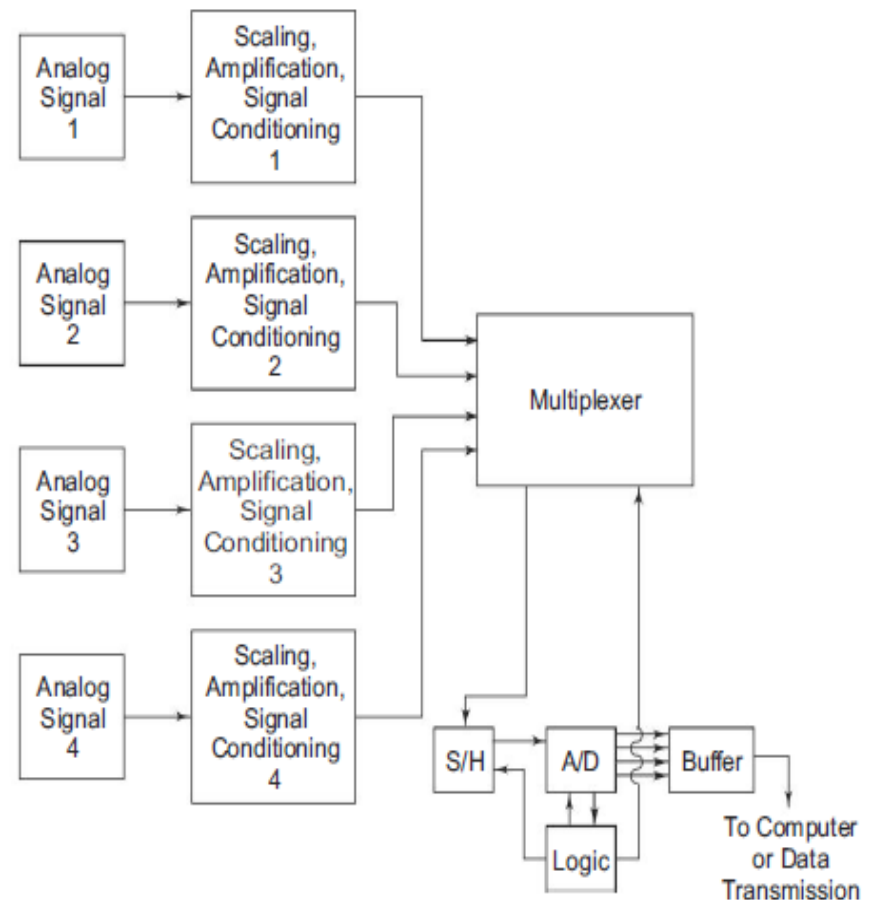 Analog
Signal
1
Scaling,
Amplification,
Signal
Conditioning
1
Analog
Signal
2
Scaling,
Amplification,
Signal
Conditioning
2
Multiplexer
Analog
Signal
3
Scaling,
Amplification,
Signal
Conditioning
3
Analog
Signal
4
Scaling,
Amplification,
Signal
Conditioning
4
S/H
A/D
Buffer
Logic
To Computer
or Data
Transmission